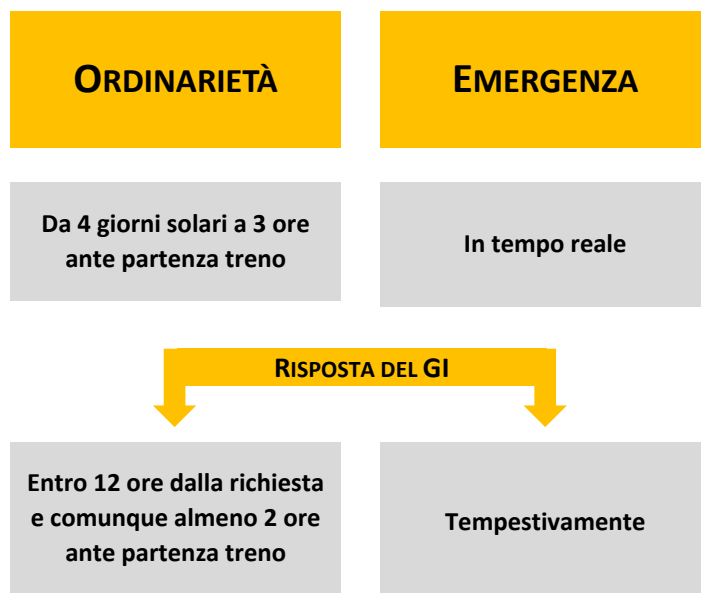 ORDINARIETÀ
EMERGENZA
Da 4 giorni solari a 3 ore
ante partenza treno
In tempo reale
RISPOSTA DEL GI
Entro 12 ore dalla richiesta
e comunque almeno 2 ore
ante partenza treno
Tempestivamente